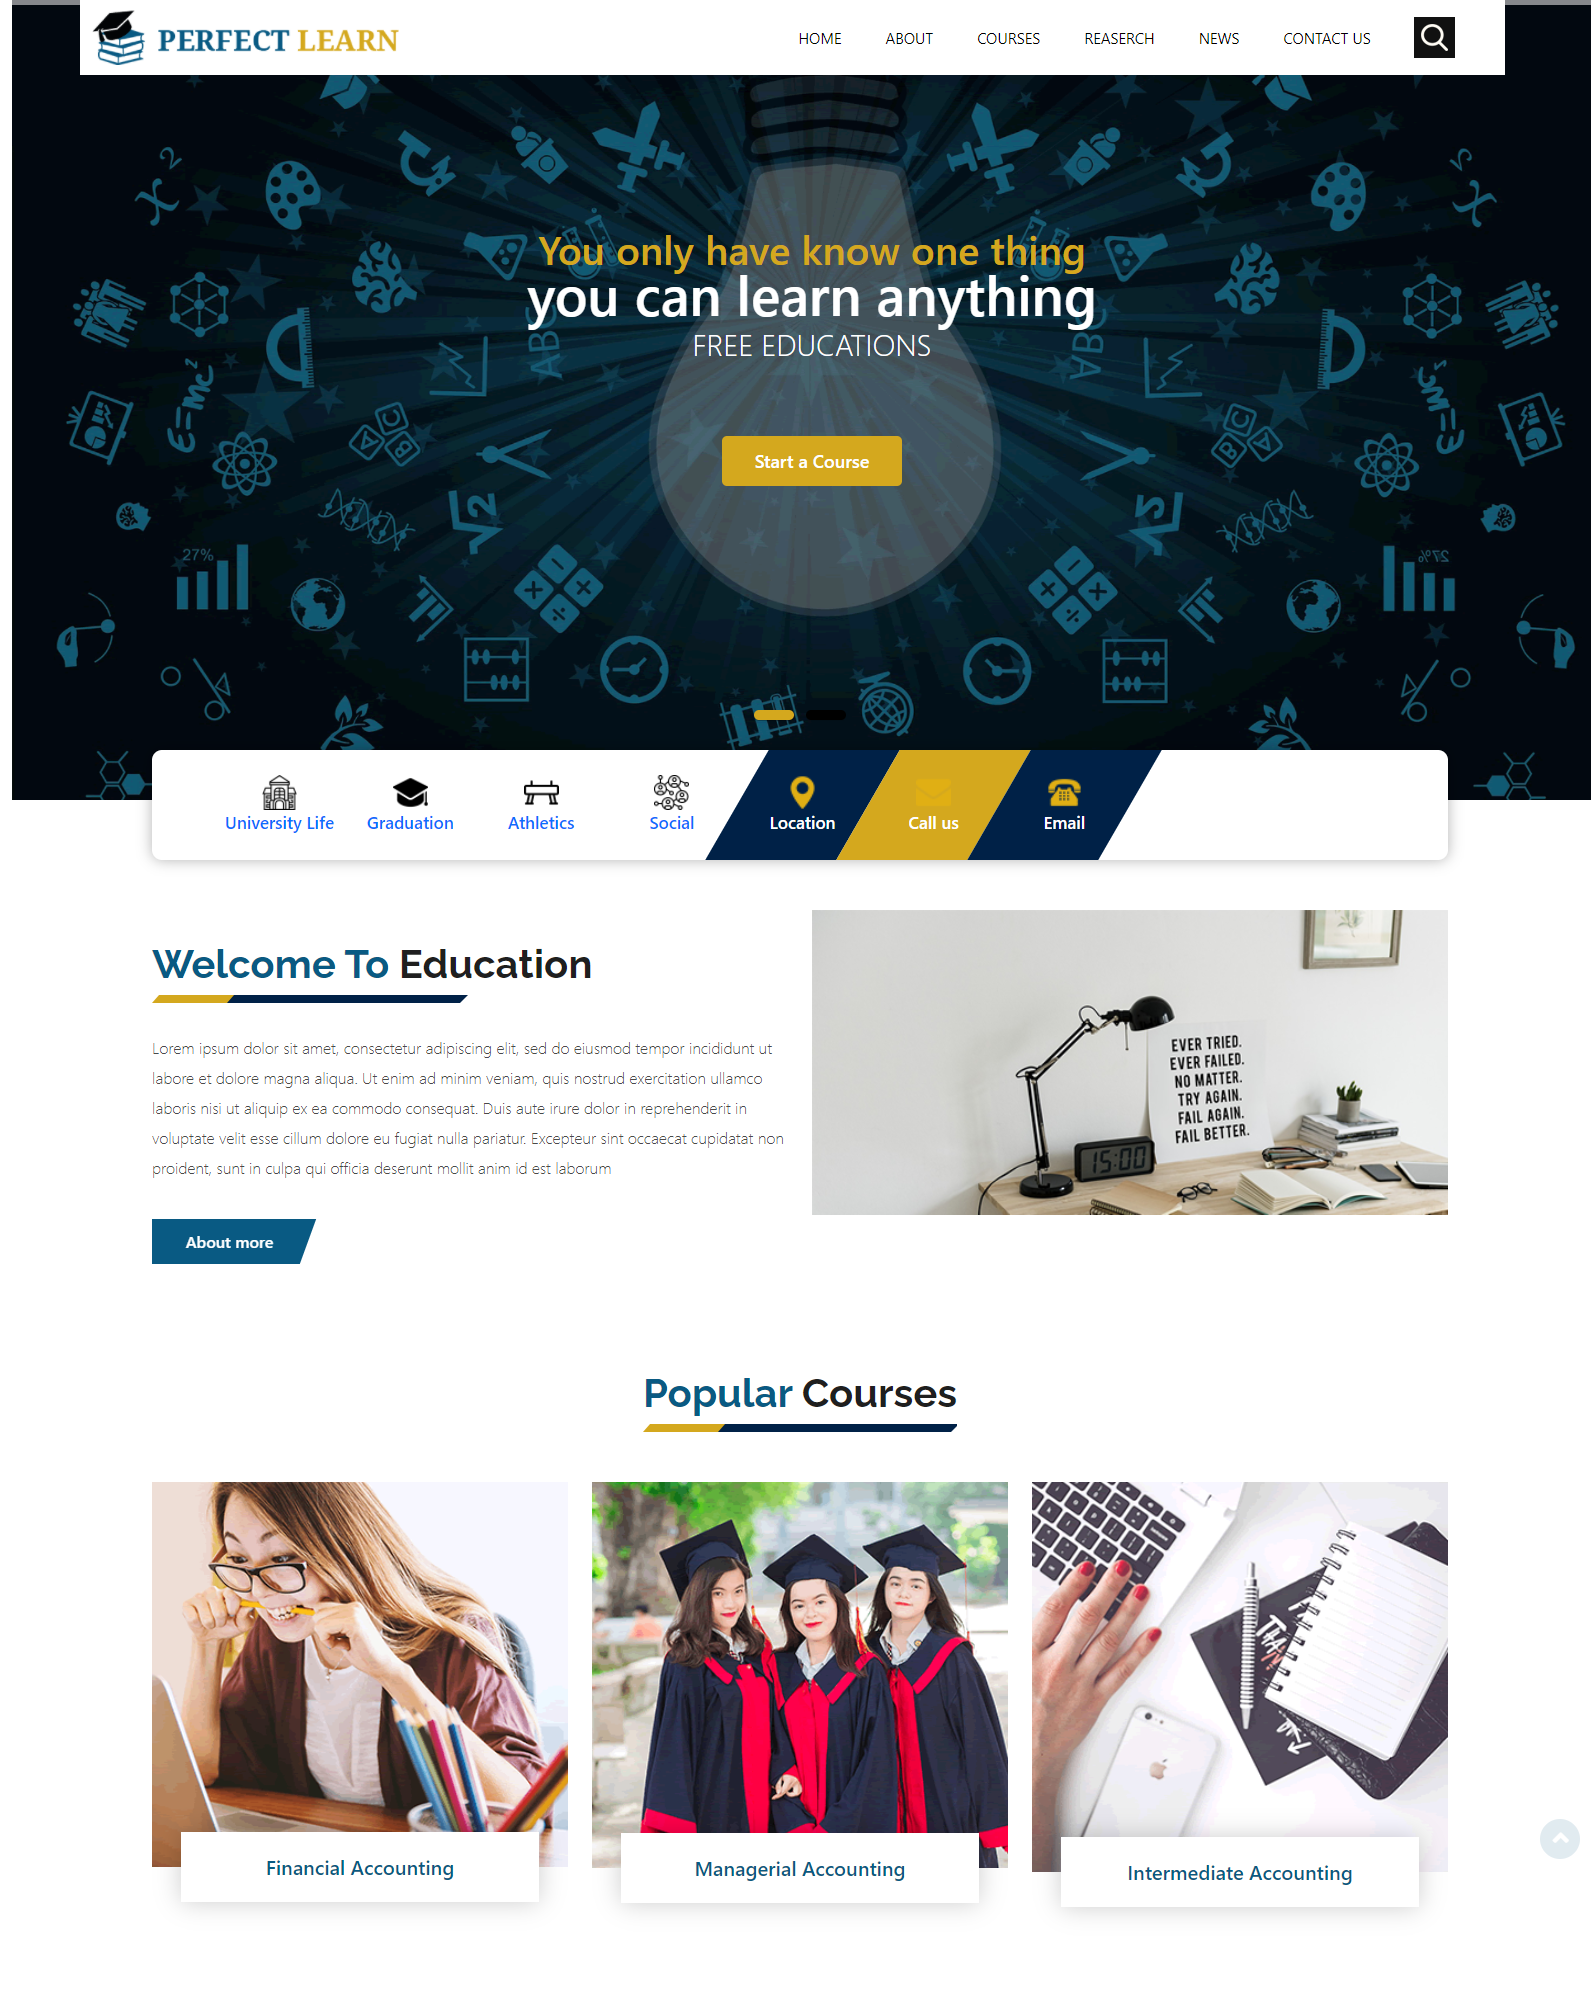 PERFECT LEARN
HOME
ABOUT
COURSES
REASERCH
NEWS
CONTACT US
You only have know one thing
you can learn anything
FREE EDUCATIONS
Start a Course
27%
E=Mc²
ABC
University Life
Graduation
Athletics
Social
Location
Call us
Email
Welcome To Education
Lorem ipsum dolor sit amet, consectetur adipiscing elit, sed do eiusmod tempor incididunt ut
labore et dolore magna aliqua. Ut enim ad minim veniam, quis nostrud exercitation ullamco
laboris nisi ut aliquip ex ea commodo consequat. Duis aute irure dolor in reprehenderit in
voluptate velit esse cillum dolore eu fugiat nulla pariatur. Excepteur sint occaecat cupidatat non
proident, sunt in culpa qui officia deserunt mollit anim id est laborum
About more
EVER TRIED.
EVER FAILED.
NO MATTER.
TRY AGAIN.
FAIL AGAIN.
FAIL BETTER.
15:00
Popular Courses
Financial Accounting
Managerial Accounting
Intermediate Accounting